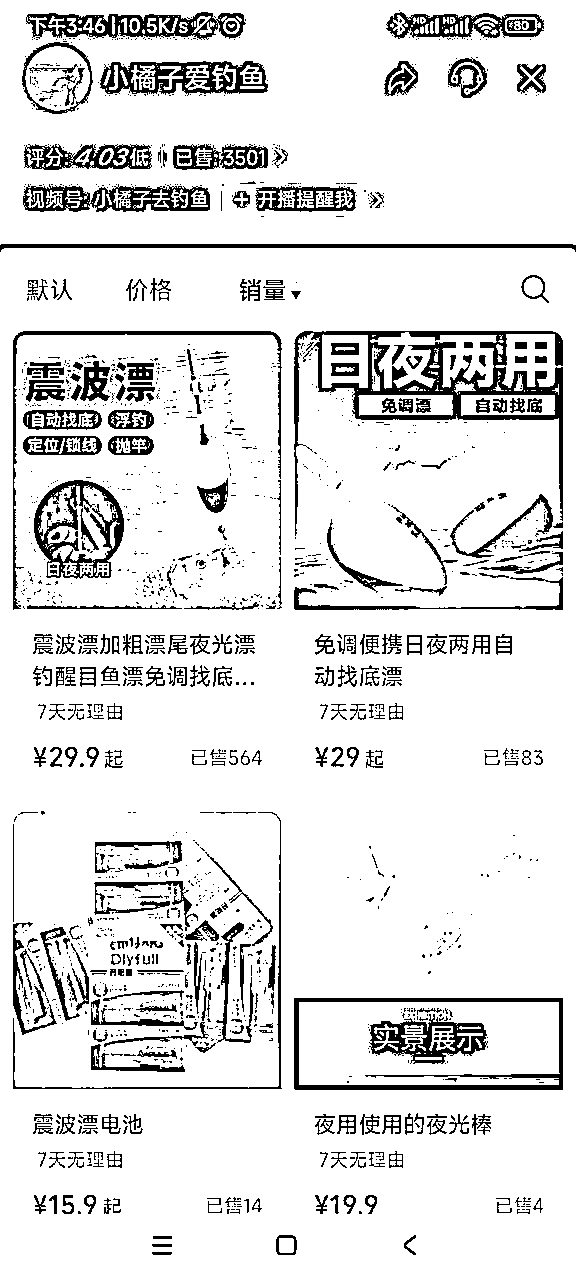 下午3:46|10.5K/s
HD HD 80
小橘子爱钓鱼
评分: 4.03低 已售:3501
视频号: 小橘子去钓鱼 + 开播提醒我
默认 价格 销量
震波漂
自动找底 浮钓
定位/锁线 抛竿
日夜两用
日夜两用
免调漂 自动找底
震波漂加粗漂尾夜光漂
钓醒目鱼漂免调找底...
7天无理由
¥29.9 起 已售564
免调便携日夜两用自
动找底漂
7天无理由
¥29 起 已售83
Dlyfull
实景展示
震波漂电池
7天无理由
¥15.9 起 已售14
夜用使用的夜光棒
7天无理由
¥19.9 已售4